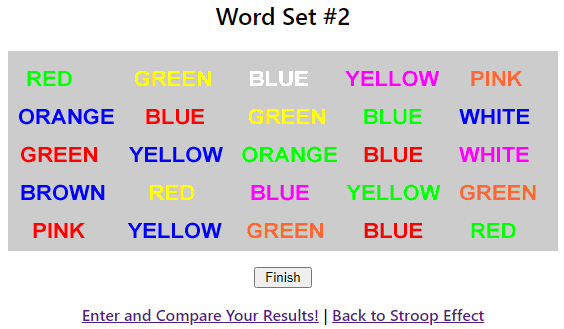 Word Set #2
RED GREEN BLUE YELLOW PINK
ORANGE BLUE GREEN BLUE WHITE
GREEN YELLOW ORANGE BLUE WHITE
BROWN RED BLUE YELLOW GREEN
PINK YELLOW GREEN BLUE RED
Finish
Enter and Compare Your Results! | Back to Stroop Effect